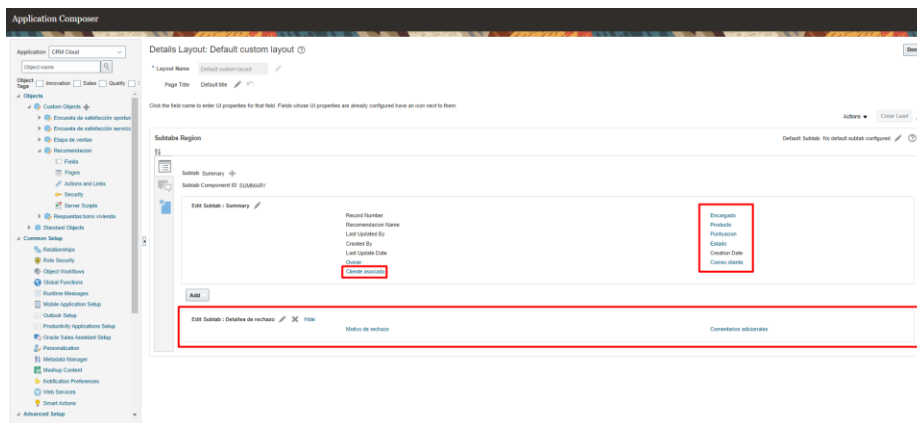 Application Composer
Application CRM Cloud
Object name
Object Tags Innovation Sales Quality
Objects
Custom Objects
Encuesta de satisfacción oportun
Encuesta de satisfacción servicio
Etapa de ventas
Recomendacion
Fields
Pages
Actions and Links
Security
Server Scripts
Respuestas bono vivienda
Standard Objects
Common Setup
Relationships
Role Security
Object Workflows
Global Functions
Runtime Messages
Mobile Application Setup
Outlook Setup
Productivity Applications Setup
Oracle Sales Assistant Setup
Personalization
Metadata Manager
Mashup Content
Notification Preferences
Web Services
Smart Actions
Advanced Setup
Details Layout: Default custom layout
Don
* Layout Name Default custom layout
Page Title Default title
Click the field name to enter UI properties for that field. Fields whose UI properties are already configured have an icon next to them.
Actions Crear Lead
Subtabs Region
Default Subtab No default subtab configured
Subtab Summary
Subtab Component ID SUMMARY
Edit Subtab : Summary
Record Number Encargado
Recomendacion Name Producto
Last Updated By Puntuacion
Created By Estado
Last Update Date Creation Date
Owner Correo cliente
Cliente asociado
Add
Edit Subtab : Detalles de rechazo Hide
Motivo de rechazo Comentarios adicionales